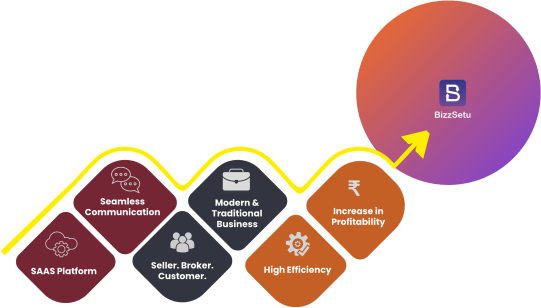 BizzSetu
Seamless
Communication
Modern &
Traditional
Business
₹
Increase in
Profitability
SAAS Platform
Seller. Broker.
Customer.
High Efficiency